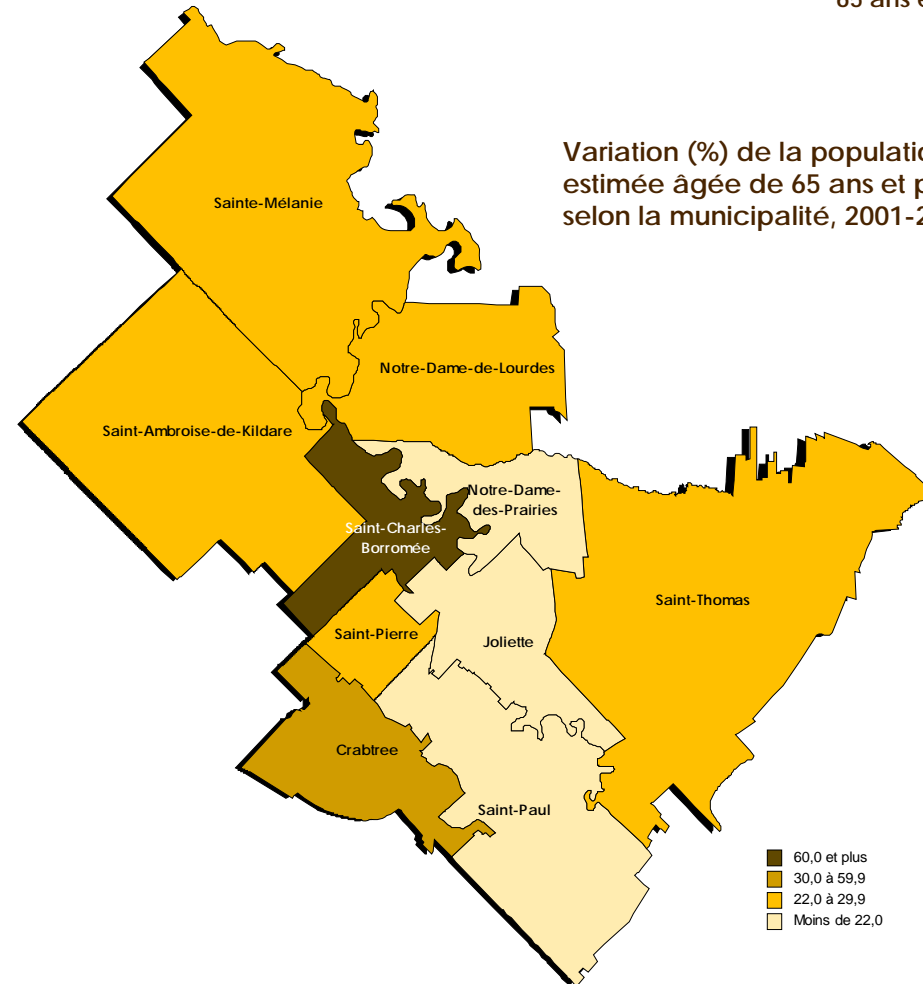 65 ans e
Variation (%) de la populatio
estimée âgée de 65 ans et p
selon la municipalité, 2001-2
Sainte-Mélanie
Notre-Dame-de-Lourdes
Saint-Ambroise-de-Kildare
Notre-Dame-
des-Prairies
Saint-Charles-
Borromée
Saint-Thomas
Saint-Pierre
Joliette
Crabtree
Saint-Paul
60,0 et plus
30,0 à 59,9
22,0 à 29,9
Moins de 22,0